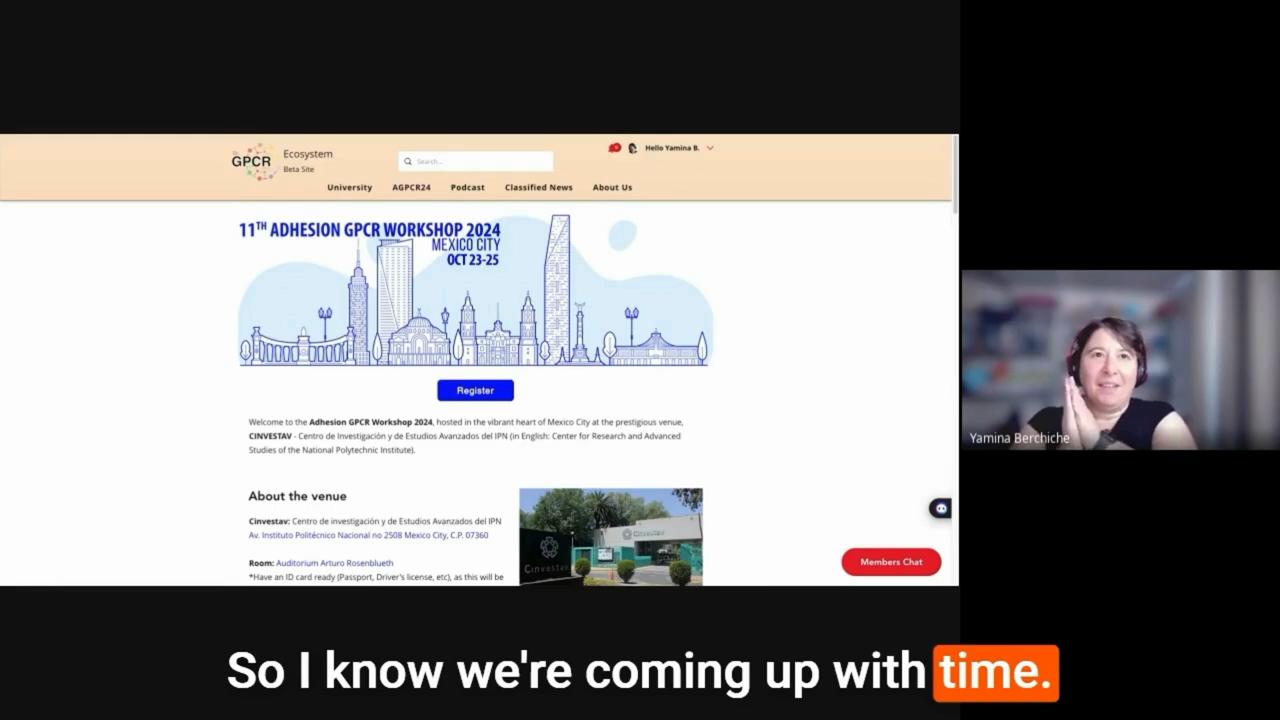 GPCR
Ecosystem
Beta Site
Search...
Hello Yamina B.
University AGPCR24 Podcast Classified News About Us
11TH ADHESION GPCR WORKSHOP 2024
MEXICO CITY
OCT 23-25
Register
Welcome to the Adhesion GPCR Workshop 2024, hosted in the vibrant heart of Mexico City at the prestigious venue,
CINVESTAV - Centro de Investigación y de Estudios Avanzados del IPN (in English: Center for Research and Advanced
Studies of the National Polytechnic Institute).
About the venue
Cinvestav: Centro de investigación y de Estudios Avanzados del IPN
Av. Instituto Politécnico Nacional no 2508 Mexico City, C.P. 07360
Room: Auditorium Arturo Rosenblueth
*Have an ID card ready (Passport, Driver's license, etc), as this will be
Cinvestav
Cinvestav
Members Chat
Yamina Berchiche
So I know we're coming up with time.